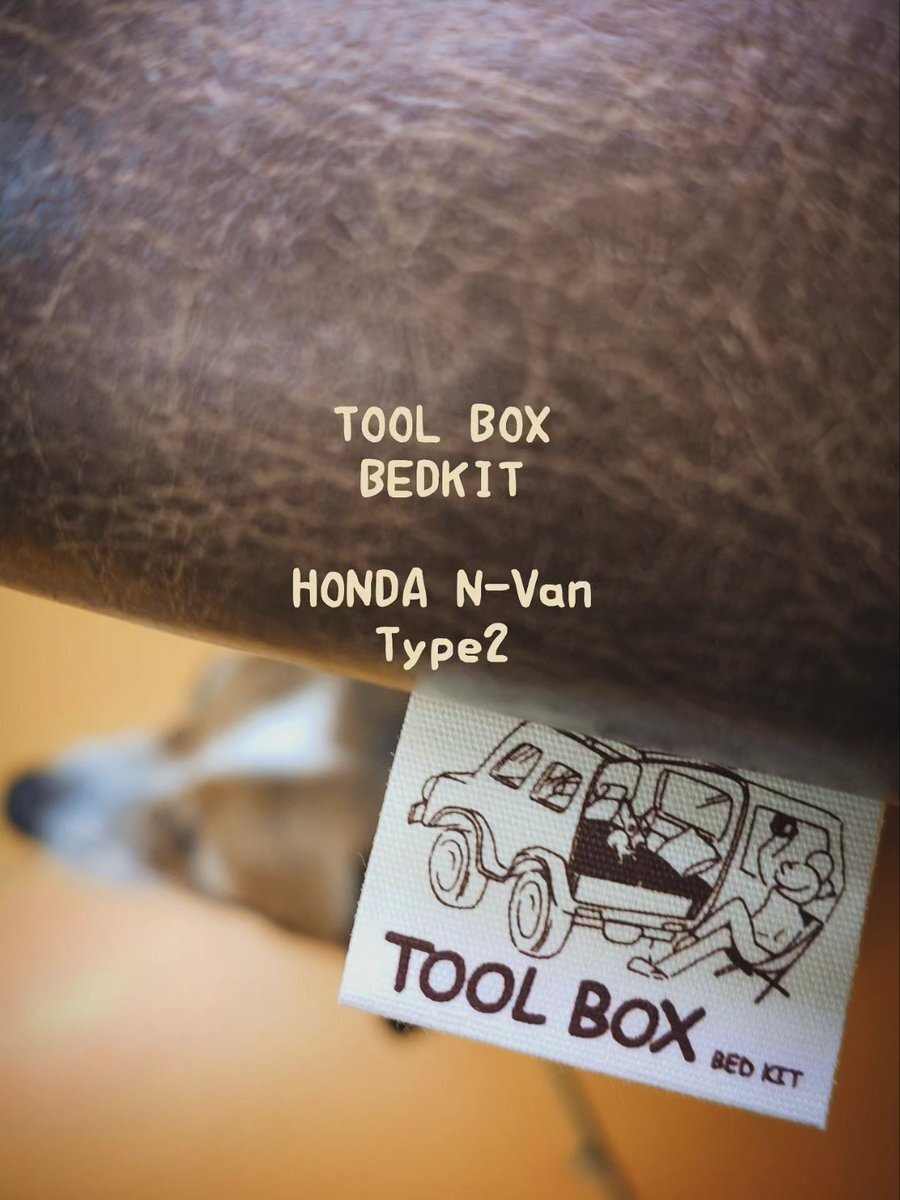 TOOL BOX
BEDKIT
HONDA N-Van
Type2
TOOL BOX BED KIT